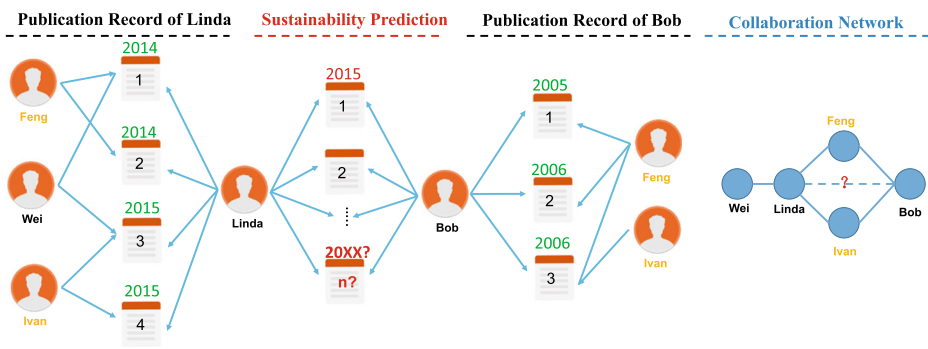 Publication Record of Linda
Sustainability Prediction
Publication Record of Bob
Collaboration Network
2014
1
Feng
2014
2
Wei
2015
3
Ivan
2015
4
Linda
2015
1
2
20XX?
n?
Bob
2005
1
2006
2
2006
3
Feng
Ivan
Feng
?
Wei
Linda
Bob
Ivan